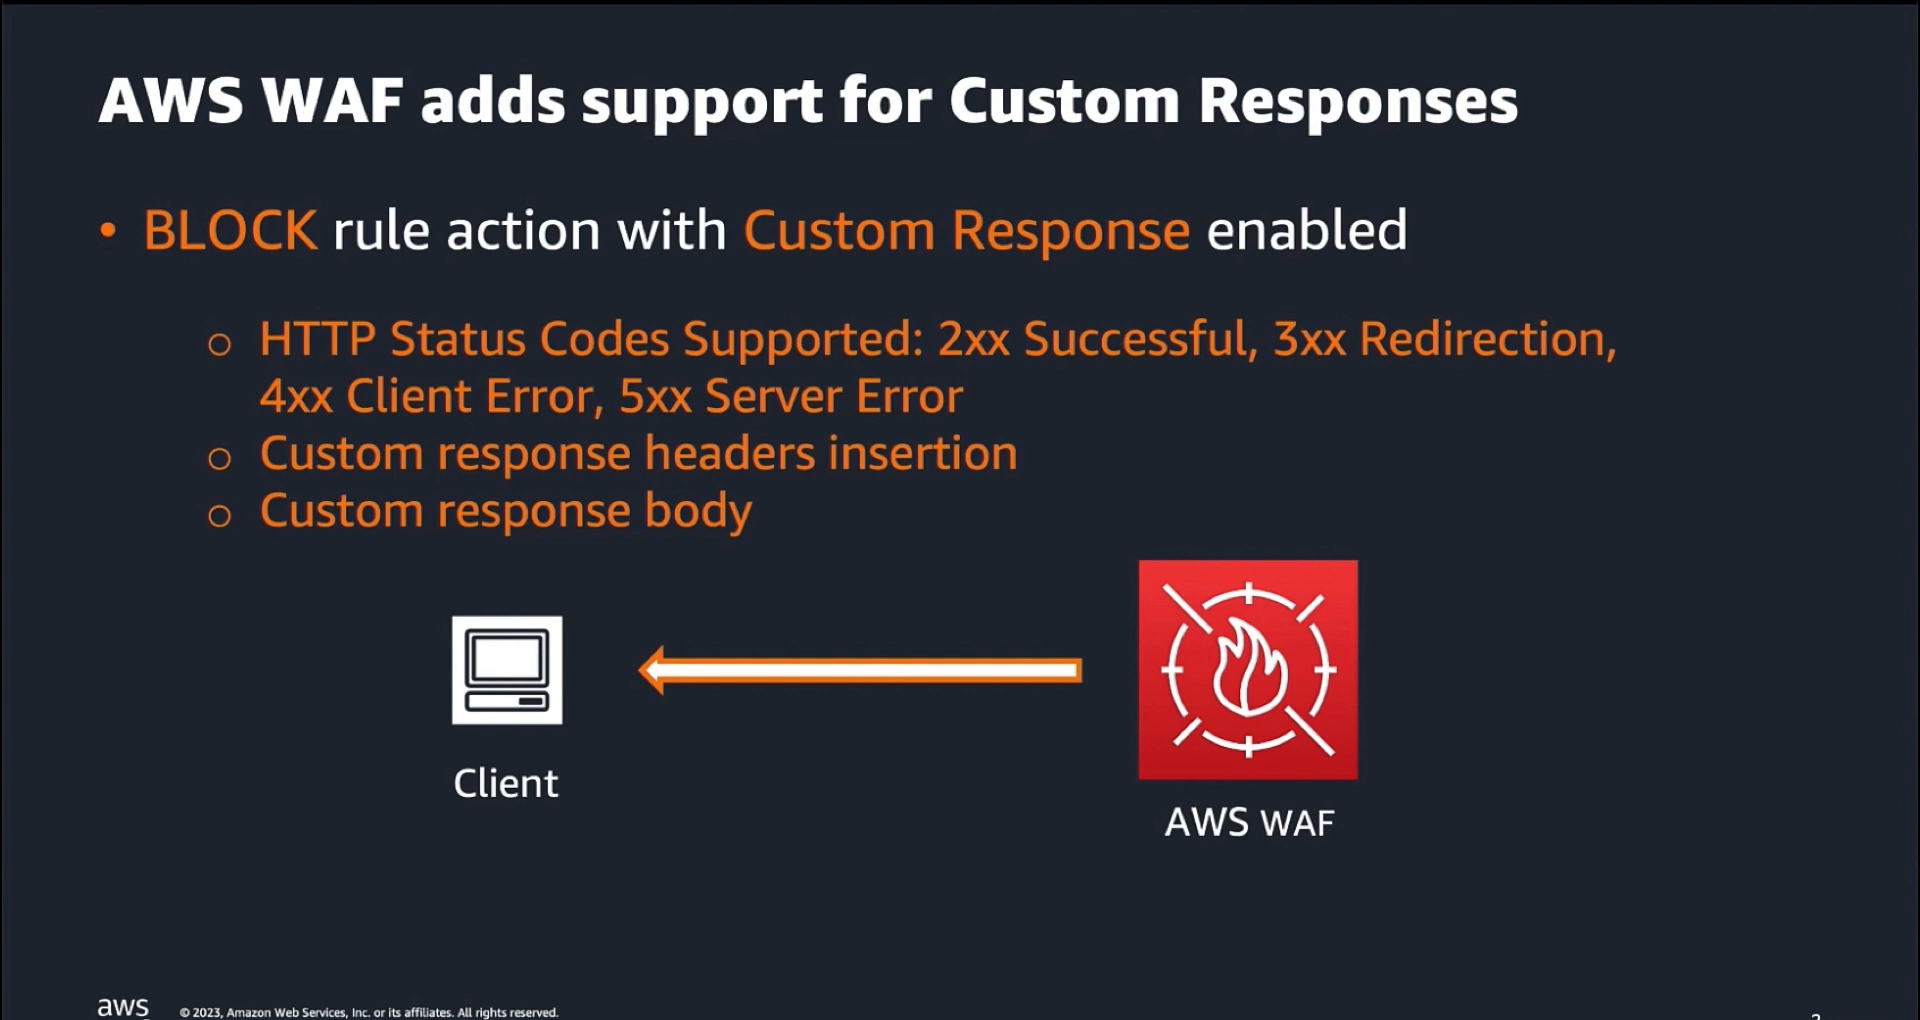 AWS WAF adds support for Custom Responses
• BLOCK rule action with Custom Response enabled
o HTTP Status Codes Supported: 2xx Successful, 3xx Redirection,
4xx Client Error, 5xx Server Error
o Custom response headers insertion
o Custom response body
Client
AWS WAF
aws
© 2023, Amazon Web Services, Inc. or its affiliates. All rights reserved.